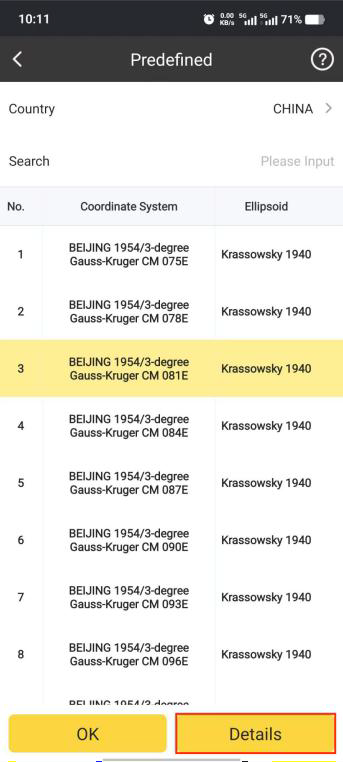 10:11 0.00 KB/s 5G 5G 71%
Predefined ?
Country CHINA
Search Please Input
No. Coordinate System Ellipsoid
1 BEIJING 1954/3-degree Gauss-Kruger CM 075E Krassowsky 1940
2 BEIJING 1954/3-degree Gauss-Kruger CM 078E Krassowsky 1940
3 BEIJING 1954/3-degree Gauss-Kruger CM 081E Krassowsky 1940
4 BEIJING 1954/3-degree Gauss-Kruger CM 084E Krassowsky 1940
5 BEIJING 1954/3-degree Gauss-Kruger CM 087E Krassowsky 1940
6 BEIJING 1954/3-degree Gauss-Kruger CM 090E Krassowsky 1940
7 BEIJING 1954/3-degree Gauss-Kruger CM 093E Krassowsky 1940
8 BEIJING 1954/3-degree Gauss-Kruger CM 096E Krassowsky 1940
BEIJING 1954/3-degree
OK Details